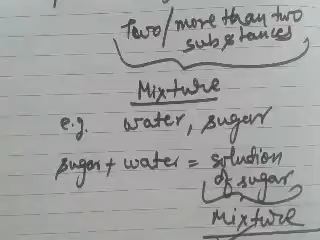 Two/more than two
substances
Mixture
e.g. water, sugar
sugar + water = solution
of sugar
Mixture